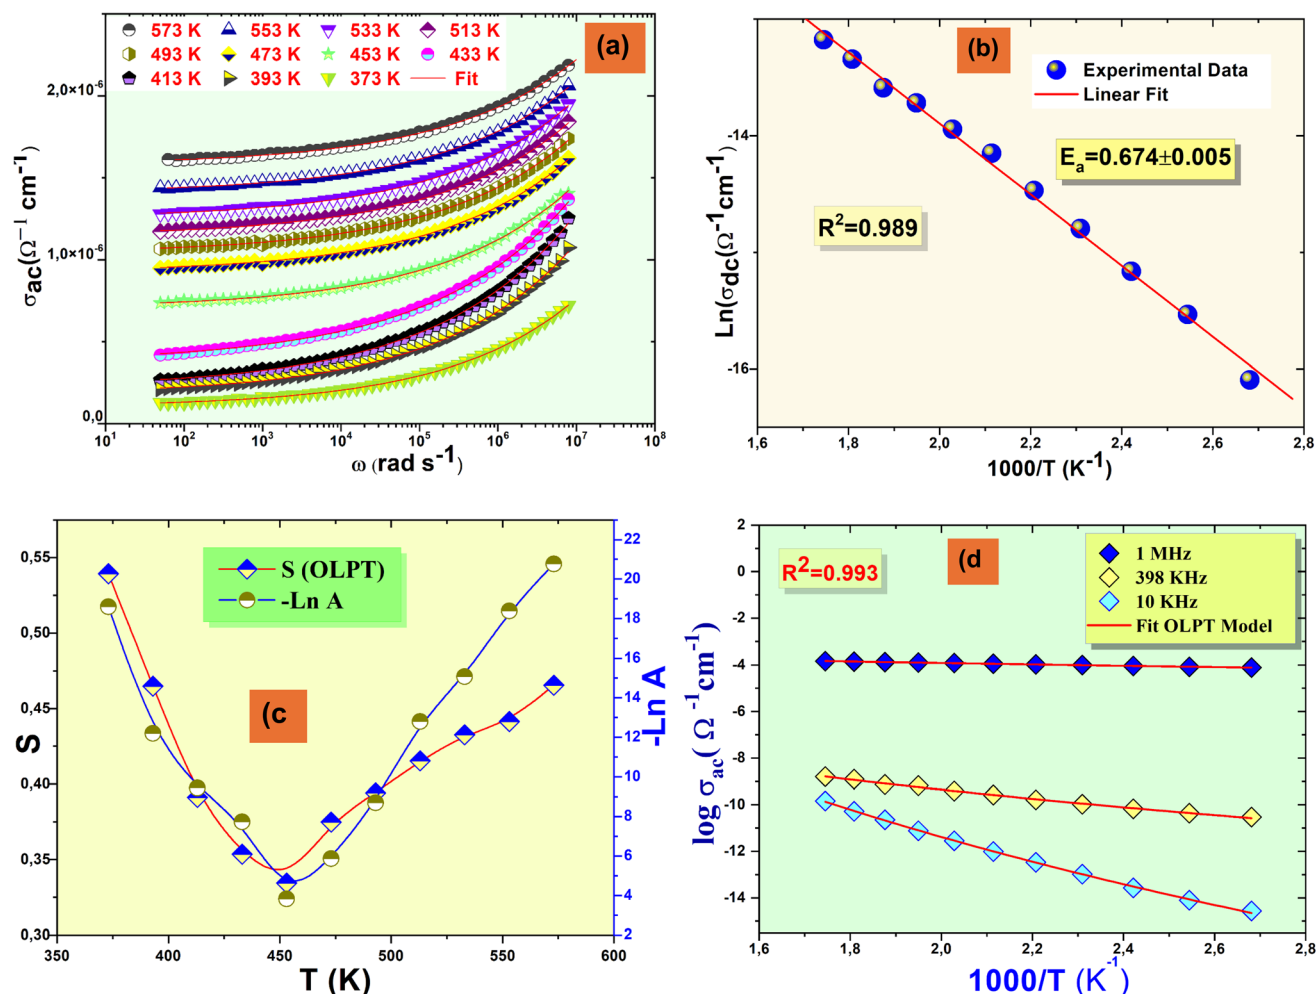 573 K 553 K 533 K 513 K
493 K 473 K 453 K 433 K
413 K 393 K 373 K Fit
(a)
2,0×10⁻⁶
1,0×10⁻⁶
0,0
σac(Ω⁻¹ cm⁻¹)
10¹ 10² 10³ 10⁴ 10⁵ 10⁶ 10⁷ 10⁸
ω (rad s⁻¹)
(b)
Experimental Data
Linear Fit
Eₐ=0.674±0.005
R²=0.989
-14
-16
Ln(σdc(Ω⁻¹cm⁻¹)
1,6 1,8 2,0 2,2 2,4 2,6 2,8
1000/T (K⁻¹)
S (OLPT)
-Ln A
(c
0,55
0,50
0,45
0,40
0,35
0,30
S
22
20
18
16
14
12
10
8
6
4
2
-Ln A
350 400 450 500 550 600
T (K)
R²=0.993
(d)
1 MHz
398 KHz
10 KHz
Fit OLPT Model
2
0
-2
-4
-6
-8
-10
-12
-14
log σac( Ω⁻¹cm⁻¹)
1,6 1,8 2,0 2,2 2,4 2,6 2,8
1000/T (K⁻¹)